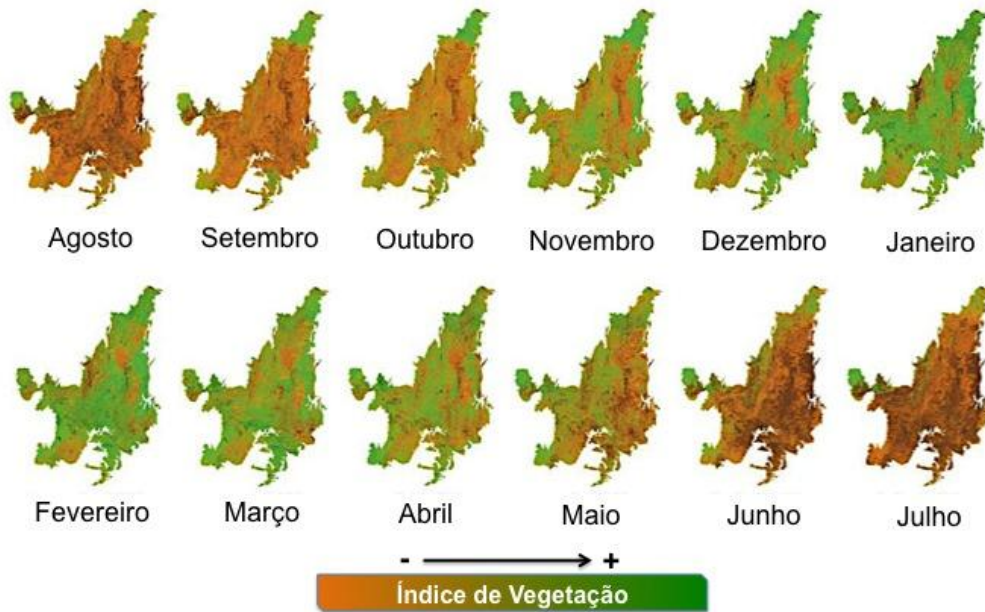 Agosto Setembro Outubro Novembro Dezembro Janeiro
Fevereiro Março Abril Maio Junho Julho
- +
Índice de Vegetação